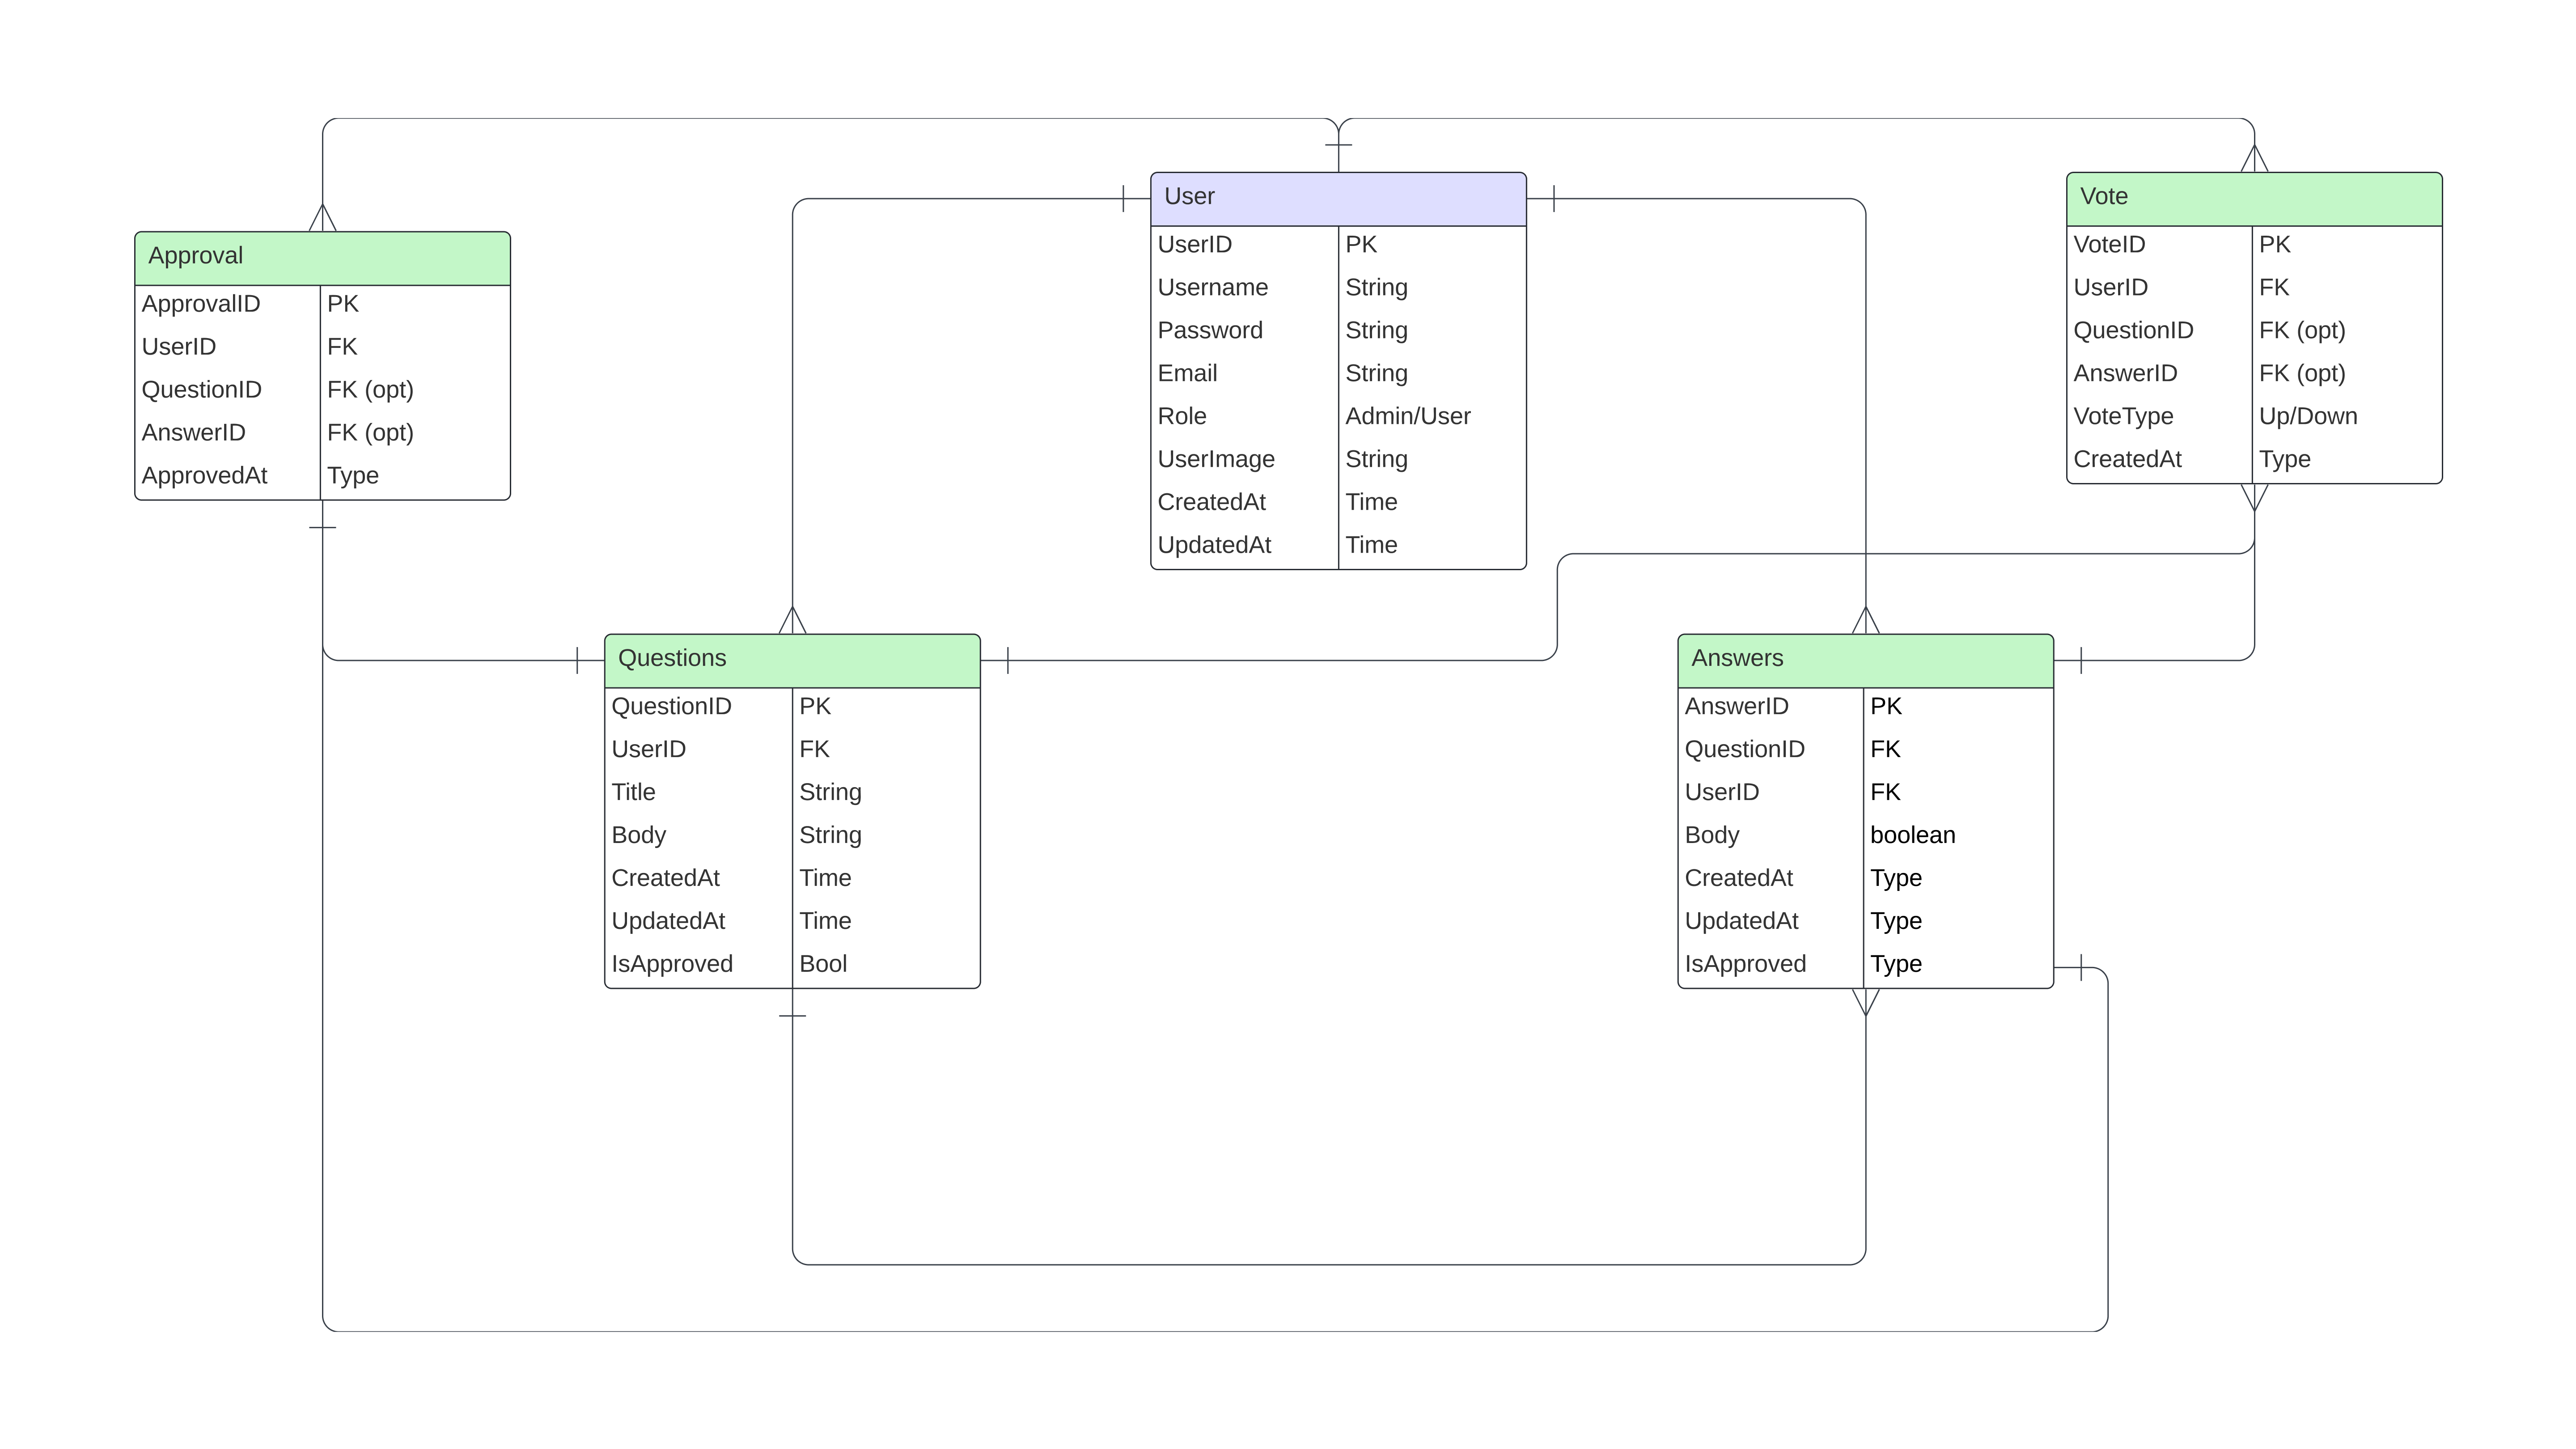 Approval
ApprovalID PK
UserID FK
QuestionID FK (opt)
AnswerID FK (opt)
ApprovedAt Type
User
UserID PK
Username String
Password String
Email String
Role Admin/User
UserImage String
CreatedAt Time
UpdatedAt Time
Vote
VoteID PK
UserID FK
QuestionID FK (opt)
AnswerID FK (opt)
VoteType Up/Down
CreatedAt Type
Questions
QuestionID PK
UserID FK
Title String
Body String
CreatedAt Time
UpdatedAt Time
IsApproved Bool
Answers
AnswerID PK
QuestionID FK
UserID FK
Body boolean
CreatedAt Type
UpdatedAt Type
IsApproved Type